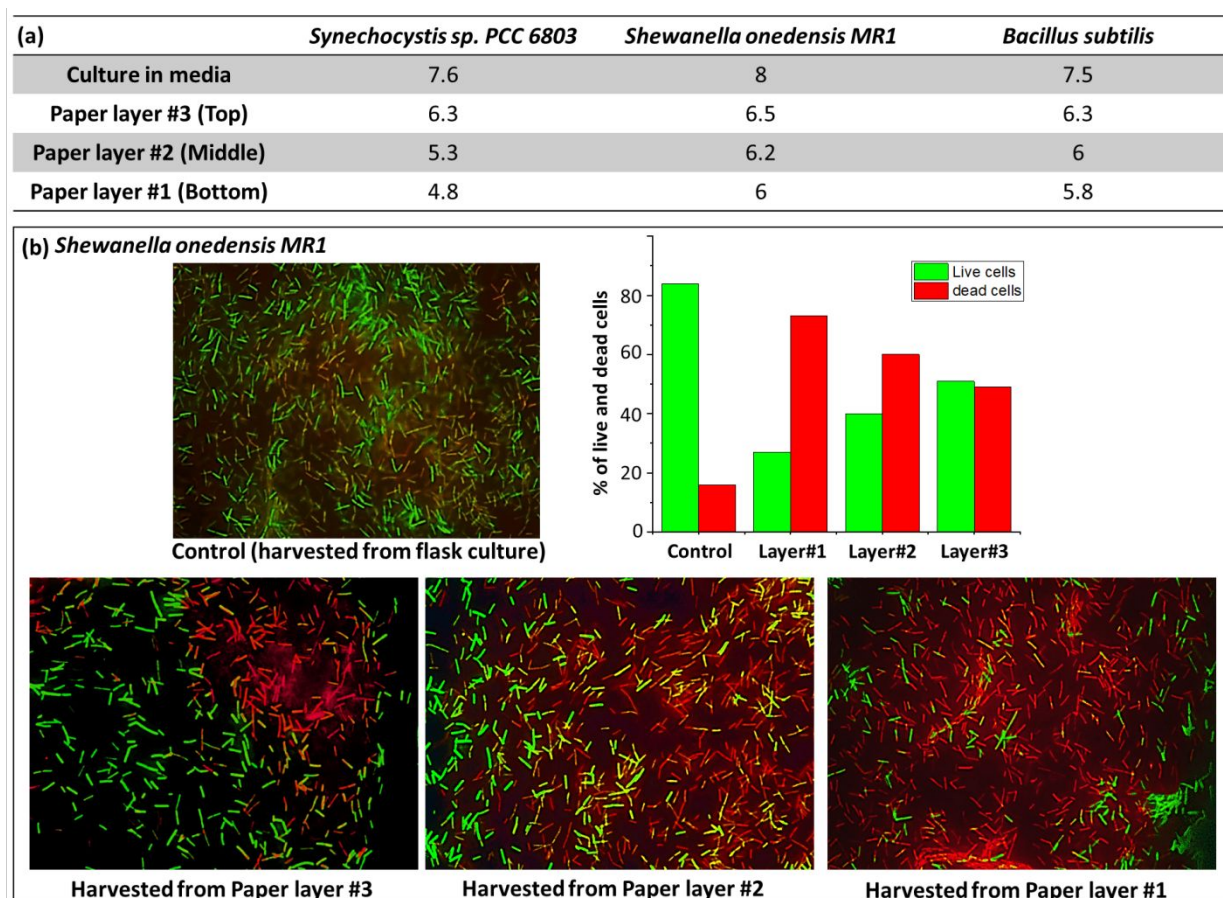 (a) Synechocystis sp. PCC 6803 Shewanella onedensis MR1 Bacillus subtilis
Culture in media 7.6 8 7.5
Paper layer #3 (Top) 6.3 6.5 6.3
Paper layer #2 (Middle) 5.3 6.2 6
Paper layer #1 (Bottom) 4.8 6 5.8
(b) Shewanella onedensis MR1
Control (harvested from flask culture)
% of live and dead cells
80
60
40
20
0
Live cells
dead cells
Control Layer#1 Layer#2 Layer#3
Harvested from Paper layer #3 Harvested from Paper layer #2 Harvested from Paper layer #1